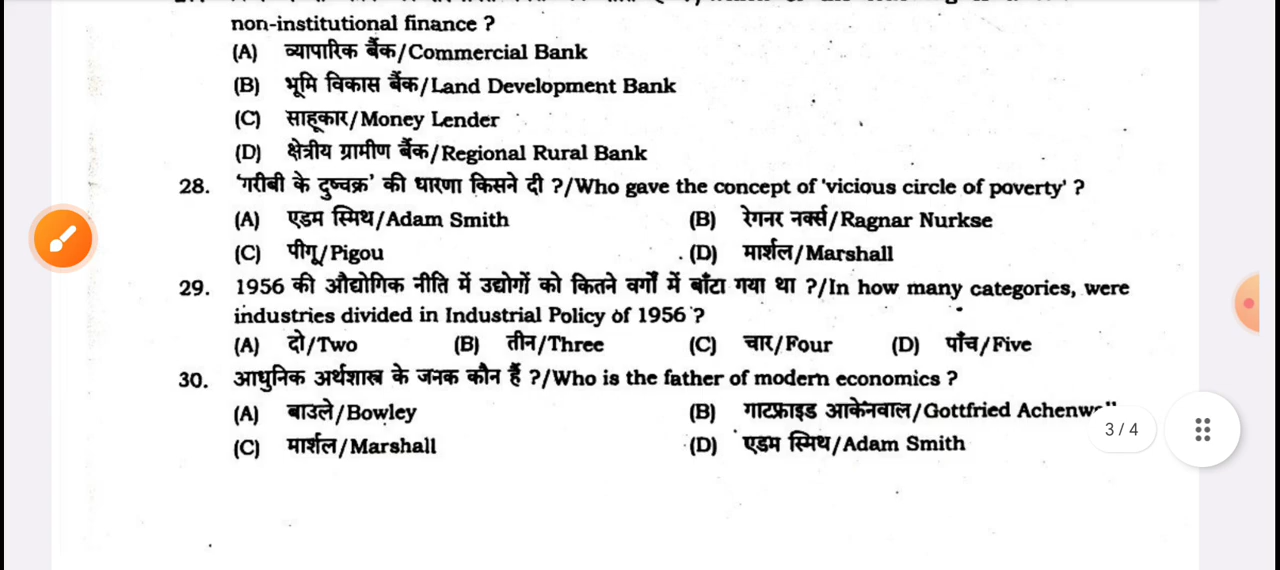 non-institutional finance ?
(A) व्यापारिक बैंक/Commercial Bank
(B) भूमि विकास बैंक/Land Development Bank
(C) साहूकार/Money Lender
(D) क्षेत्रीय ग्रामीण बैंक/Regional Rural Bank
28. 'गरीबी के दुष्चक्र' की धारणा किसने दी ?/Who gave the concept of 'vicious circle of poverty' ?
(A) एडम स्मिथ/Adam Smith (B) रेगनर नर्क्स/Ragnar Nurkse
(C) पीगू/Pigou (D) मार्शल/Marshall
29. 1956 की औद्योगिक नीति में उद्योगों को कितने वर्गों में बाँटा गया था ?/In how many categories, were
industries divided in Industrial Policy of 1956 ?
(A) दो/Two (B) तीन/Three (C) चार/Four (D) पाँच/Five
30. आधुनिक अर्थशास्त्र के जनक कौन हैं ?/Who is the father of modern economics ?
(A) बाउले/Bowley (B) गाटफ्राइड आकेनवाल/Gottfried
(C) मार्शल/Marshall (D) एडम स्मिथ/Adam Smith
3 / 4